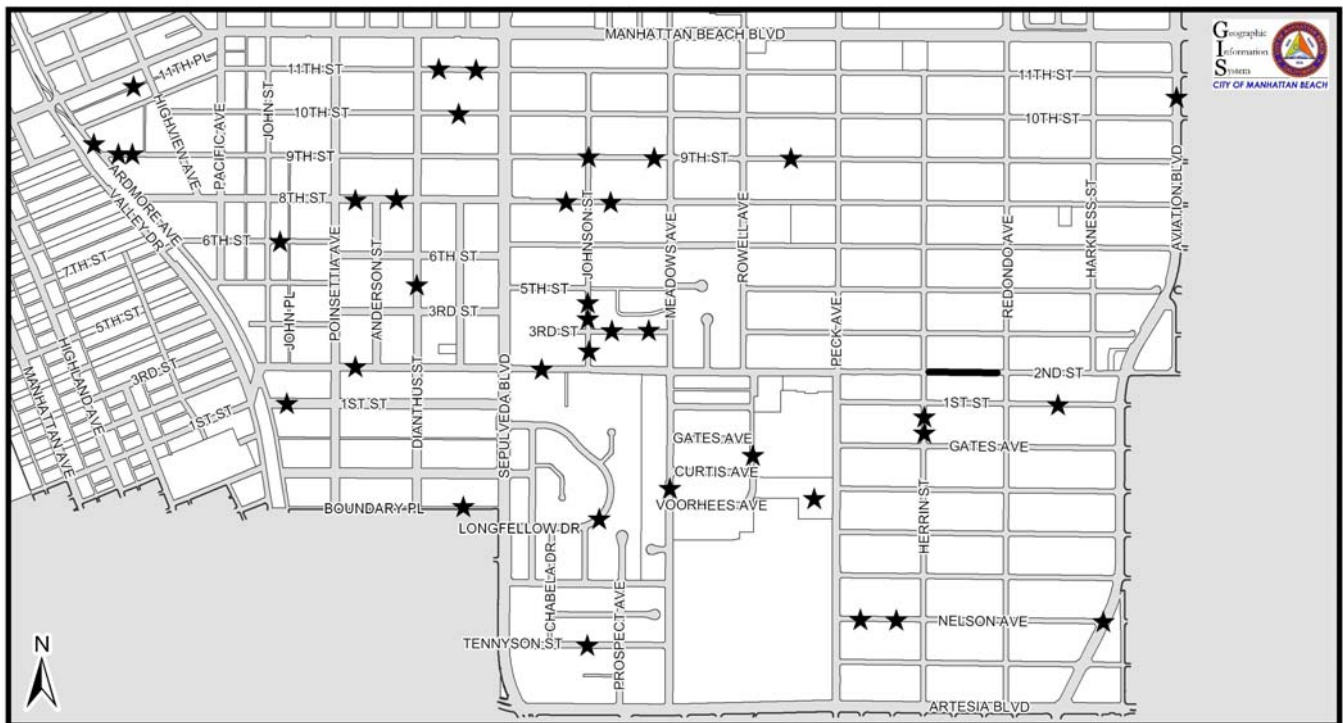 MANHATTAN BEACH BLVD
Geographic
Information
System
CITY OF MANHATTAN BEACH
11TH PL
11TH ST
11TH ST
HIGHVIEW AVE
PACIFIC AVE
JOHN ST
10TH ST
10TH ST
9TH ST
9TH ST
8TH ST
ARDMORE AVE
VALLEY DR
6TH ST
6TH ST
7TH ST
POINSETTIA AVE
ANDERSON ST
JOHNSON ST
MEADOWS AVE
ROWELL AVE
REDONDO AVE
HARKNESS ST
AVIATION BLVD
5TH ST
5TH ST
3RD ST
3RD ST
3RD ST
JOHN PL
PECK AVE
HIGHLAND AVE
MANHATTAN AVE
2ND ST
1ST ST
1ST ST
1ST ST
DIANTHUS ST
SEPULVEDA BLVD
GATES AVE
GATES AVE
CURTIS AVE
VOORHEES AVE
BOUNDARY PL
LONGFELLOW DR
HERRIN ST
CHABELA DR
PROSPECT AVE
NELSON AVE
TENNYSON ST
ARTESIA BLVD
N